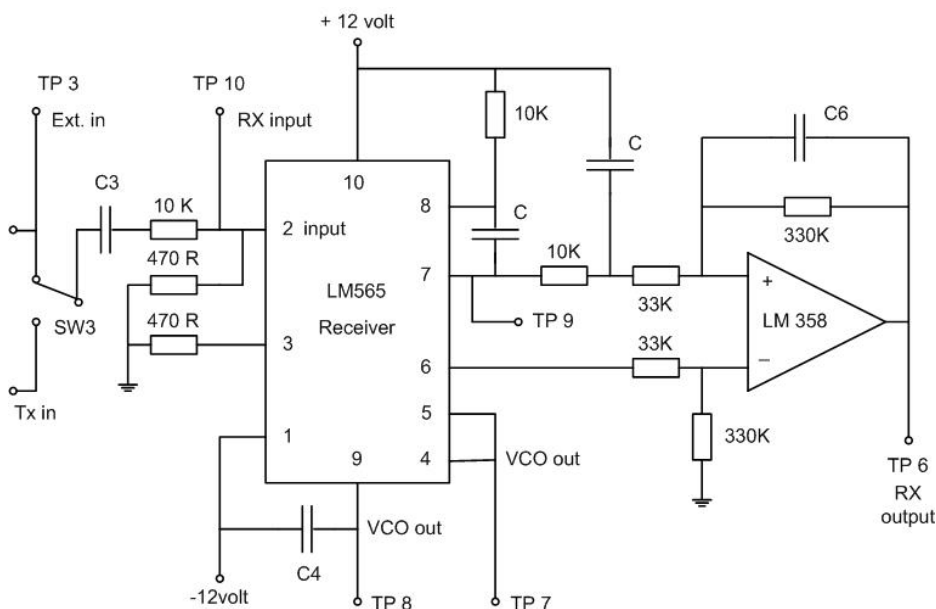 + 12 volt
TP 3
TP 10
Ext. in
RX input
10K
C
C6
C3
10 K
10
8
C
2 input
330K
470 R
LM565
7
10K
33K
+
470 R
Receiver
TP 9
LM 358
SW3
3
33K
6
–
Tx in
5
330K
1
9
4
VCO out
TP 6
RX
output
VCO out
C4
-12volt
TP 8
TP 7